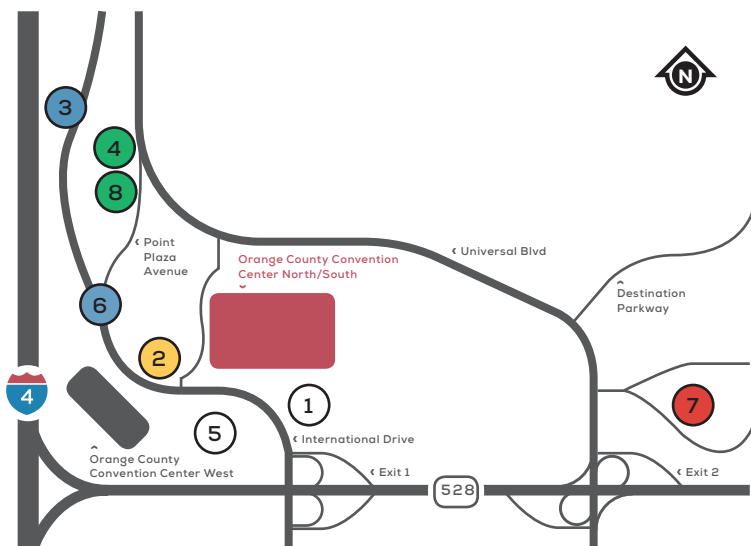 N
3
4
8
‹ Point
Plaza
Avenue
‹ Universal Blvd
Orange County Convention
Center North/South
Destination
Parkway
6
2
4
1
7
5
‹ International Drive
Orange County
Convention Center West
‹ Exit 1
528
‹ Exit 2